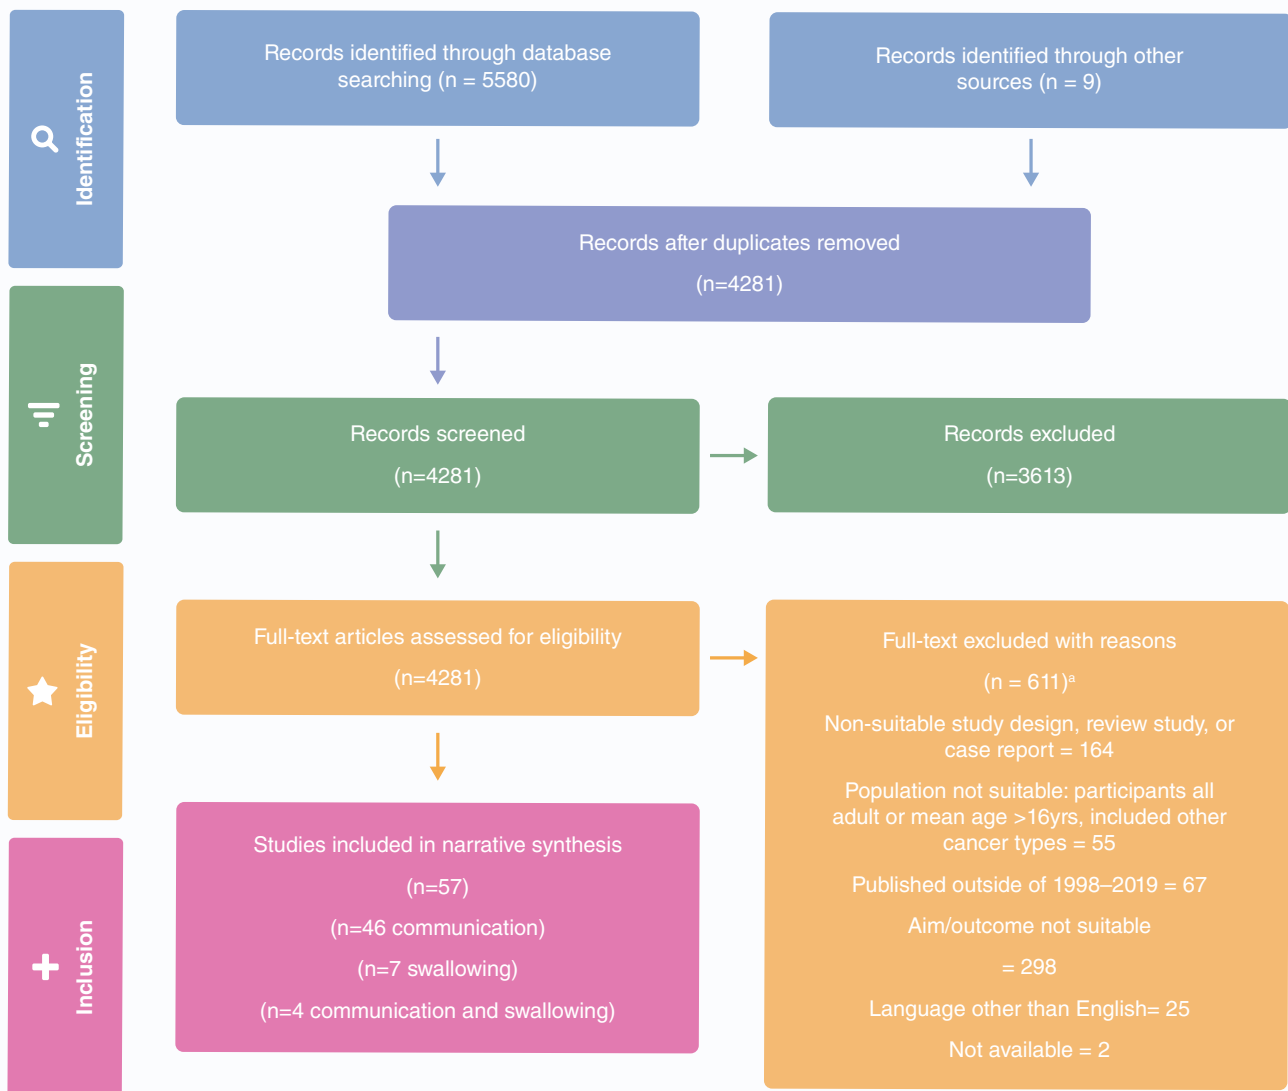 Identification
Records identified through database
searching (n = 5580)
Records identified through other
sources (n = 9)
Records after duplicates removed
(n=4281)
Screening
Records screened
(n=4281)
Records excluded
(n=3613)
Eligibility
Full-text articles assessed for eligibility
(n=4281)
Full-text excluded with reasons
(n = 611)ª
Non-suitable study design, review study, or
case report = 164
Population not suitable: participants all
adult or mean age >16yrs, included other
cancer types = 55
Published outside of 1998–2019 = 67
Aim/outcome not suitable
= 298
Language other than English= 25
Not available = 2
Inclusion
Studies included in narrative synthesis
(n=57)
(n=46 communication)
(n=7 swallowing)
(n=4 communication and swallowing)